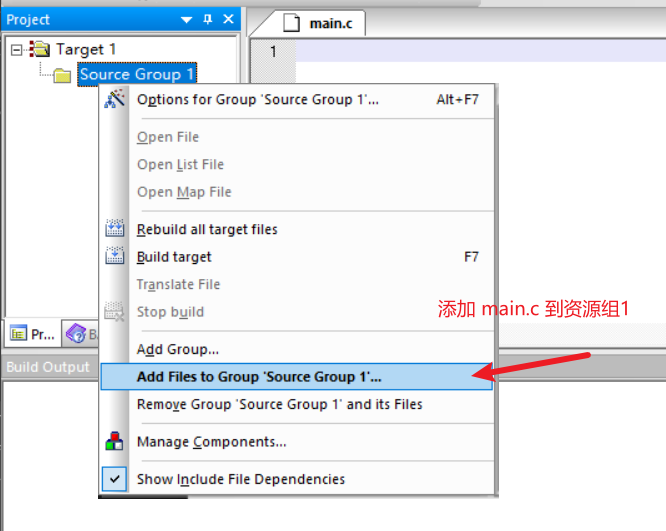 Project
main.c
Target 1
1
Source Group 1
Options for Group 'Source Group 1'... Alt+F7
Open File
Open List File
Open Map File
Rebuild all target files
Build target F7
Translate File
Stop build
添加 main.c 到资源组1
Pr...
Add Group...
Build Output
Add Files to Group 'Source Group 1'...
Remove Group 'Source Group 1' and its Files
Manage Components...
Show Include File Dependencies